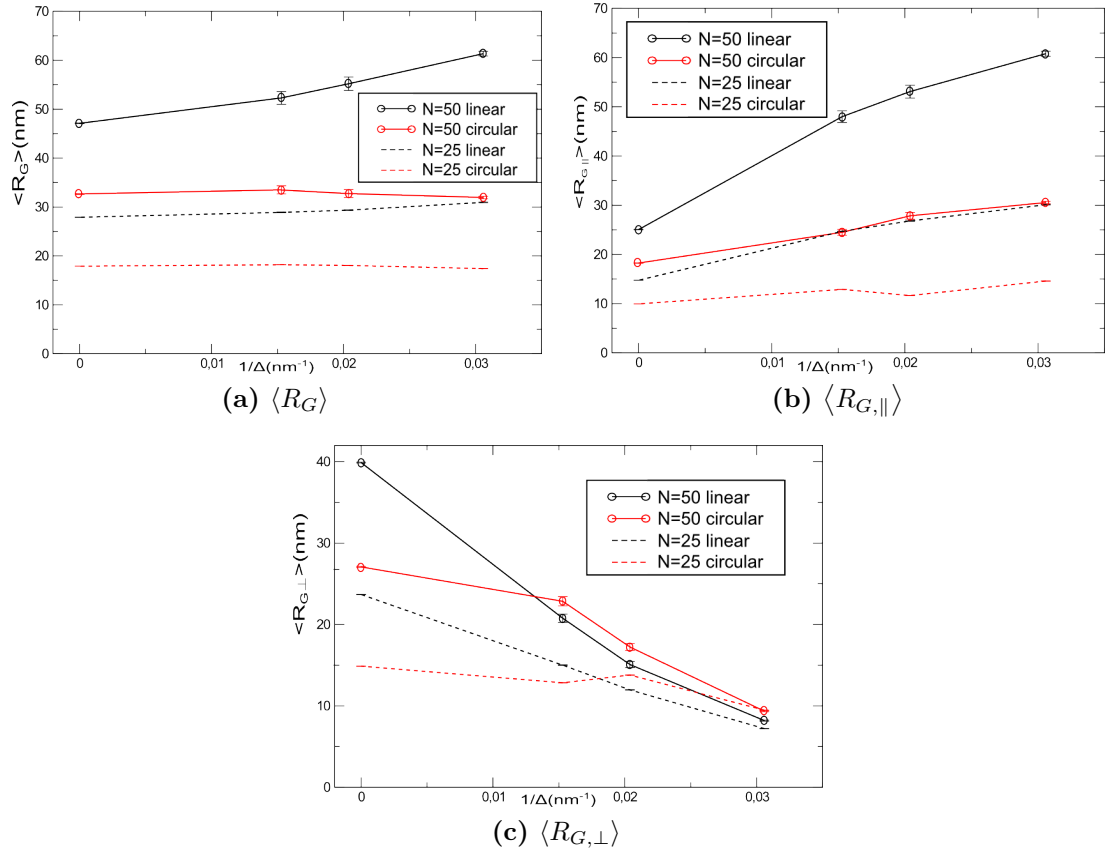 70
60
50
40
30
20
10
0
<R_G>(nm)
N=50 linear
N=50 circular
N=25 linear
N=25 circular
0
0,01
0,02
0,03
1/Δ(nm⁻¹)
(a) ⟨R_G⟩
70
60
50
40
30
20
10
0
<R_G||>(nm)
N=50 linear
N=50 circular
N=25 linear
N=25 circular
0
0,01
0,02
0,03
1/Δ(nm⁻¹)
(b) ⟨R_G,∥⟩
40
30
20
10
0
<R_G⊥>(nm)
N=50 linear
N=50 circular
N=25 linear
N=25 circular
0
0,01
0,02
0,03
1/Δ(nm⁻¹)
(c) ⟨R_G,⊥⟩